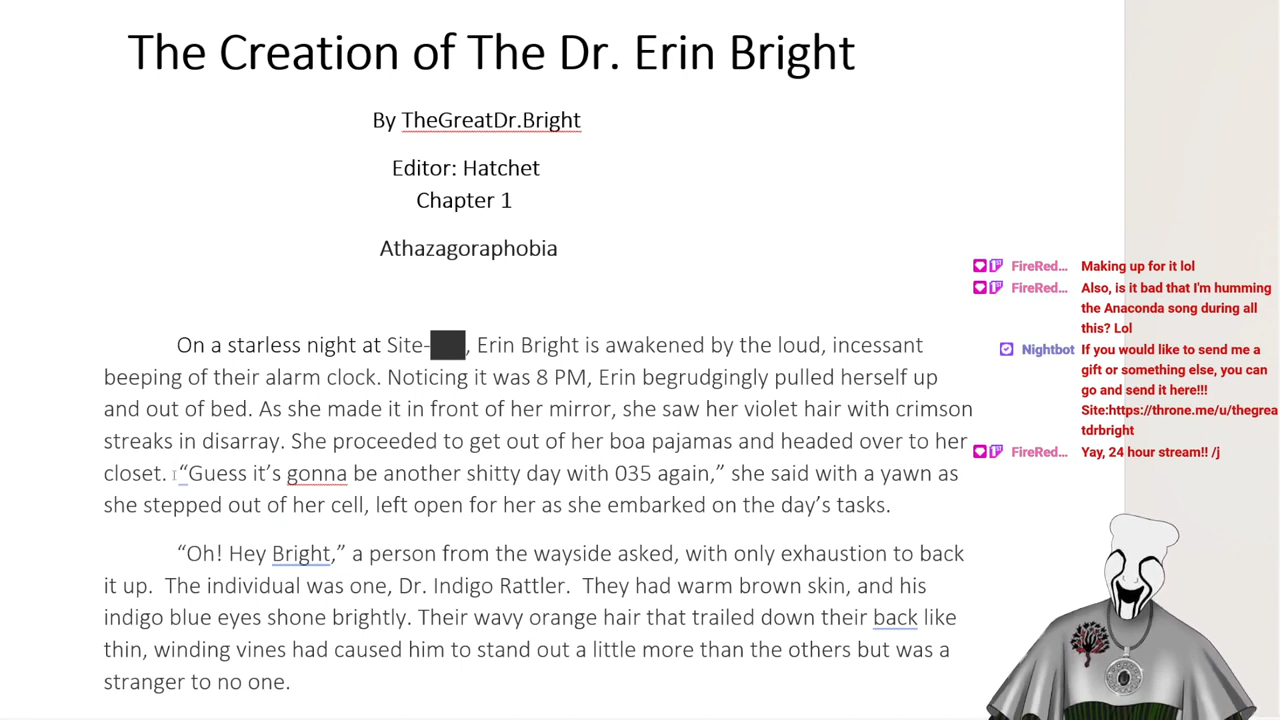 The Creation of The Dr. Erin Bright
By TheGreatDr.Bright
Editor: Hatchet
Chapter 1
Athazagoraphobia
On a starless night at Site-, Erin Bright is awakened by the loud, incessant
beeping of their alarm clock. Noticing it was 8 PM, Erin begrudgingly pulled herself up
and out of bed. As she made it in front of her mirror, she saw her violet hair with crimson
streaks in disarray. She proceeded to get out of her boa pajamas and headed over to her
closet. “Guess it’s gonna be another shitty day with 035 again,” she said with a yawn as
she stepped out of her cell, left open for her as she embarked on the day’s tasks.
“Oh! Hey Bright,” a person from the wayside asked, with only exhaustion to back
it up.  The individual was one, Dr. Indigo Rattler.  They had warm brown skin, and his
indigo blue eyes shone brightly. Their wavy orange hair that trailed down their back like
thin, winding vines had caused him to stand out a little more than the others but was a
stranger to no one.
FireRed... Making up for it lol
FireRed... Also, is it bad that I'm humming
the Anaconda song during all
this? Lol
Nightbot If you would like to send me a
gift or something else, you can
go and send it here!!!
Site:https://throne.me/u/thegrea
tdrbright
FireRed... Yay, 24 hour stream!! /j